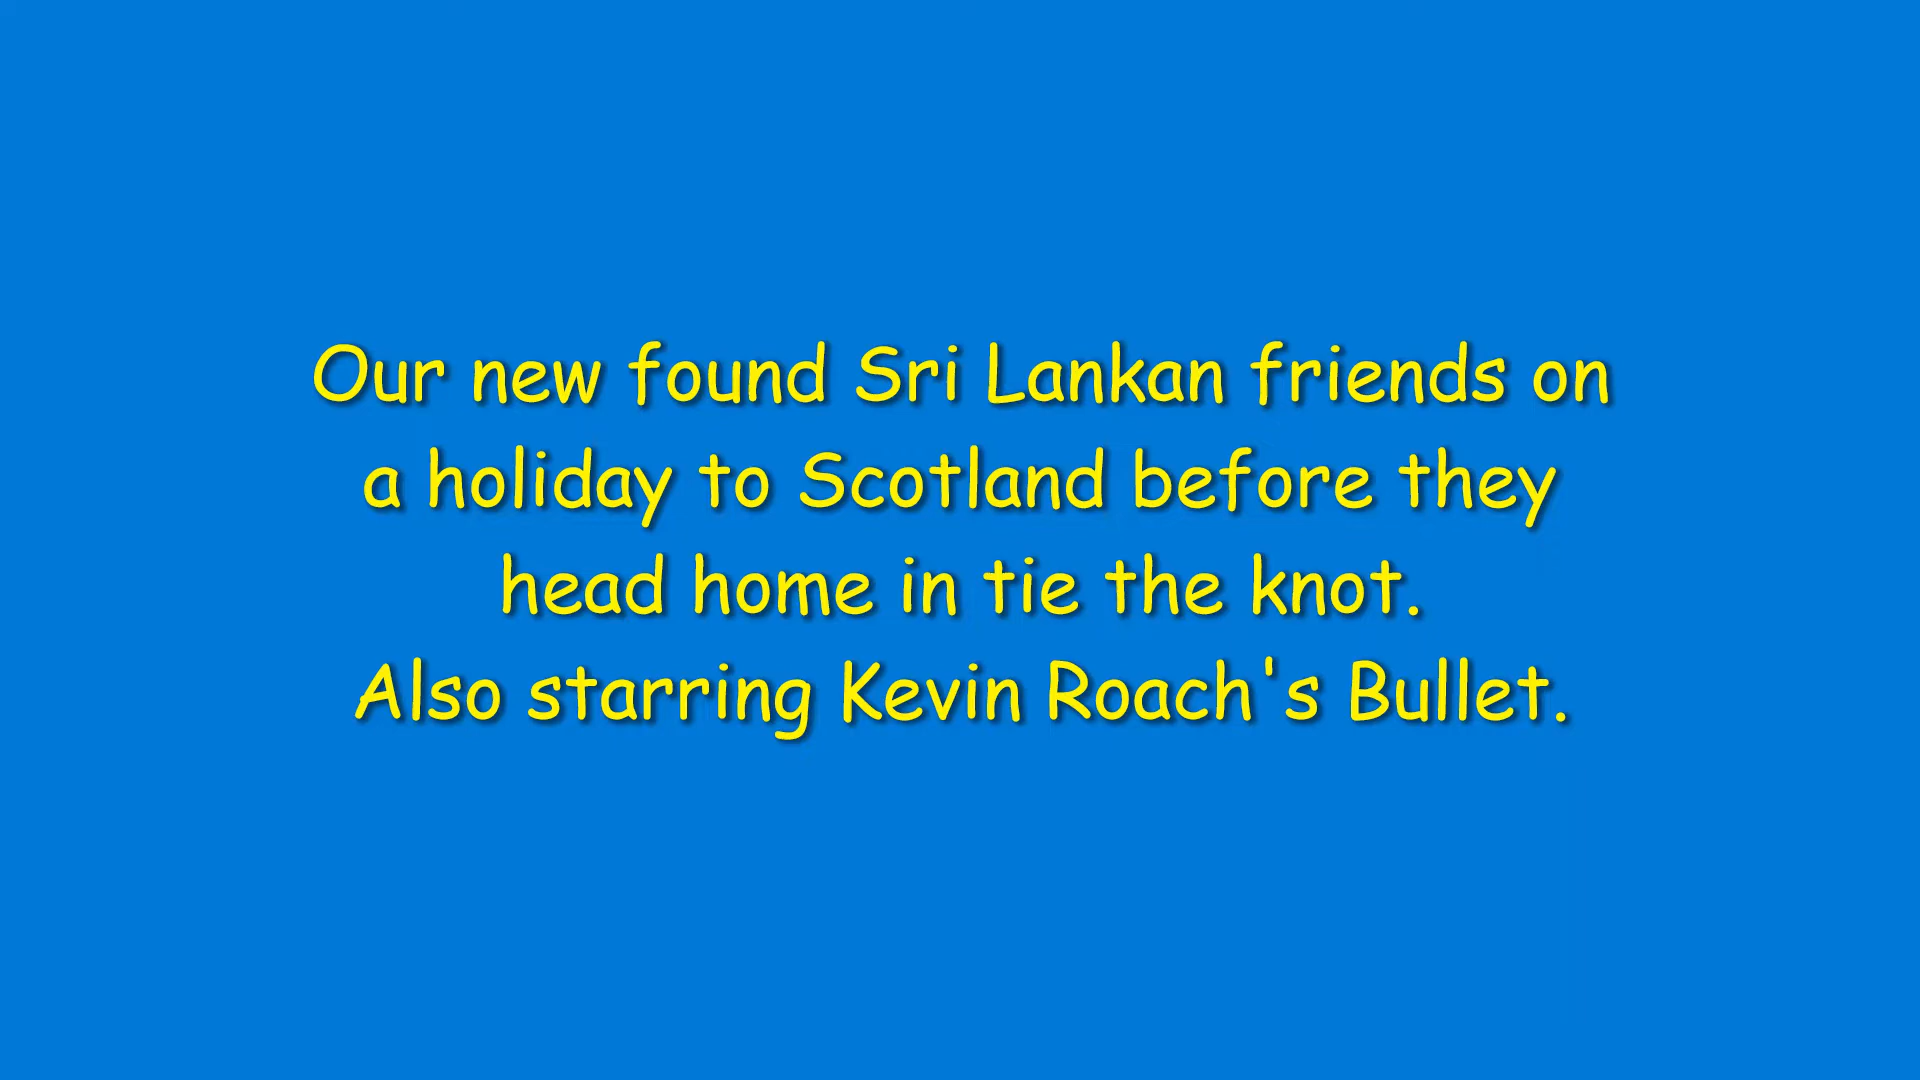 Our new found Sri Lankan friends on
a holiday to Scotland before they
head home in tie the knot.
Also starring Kevin Roach's Bullet.